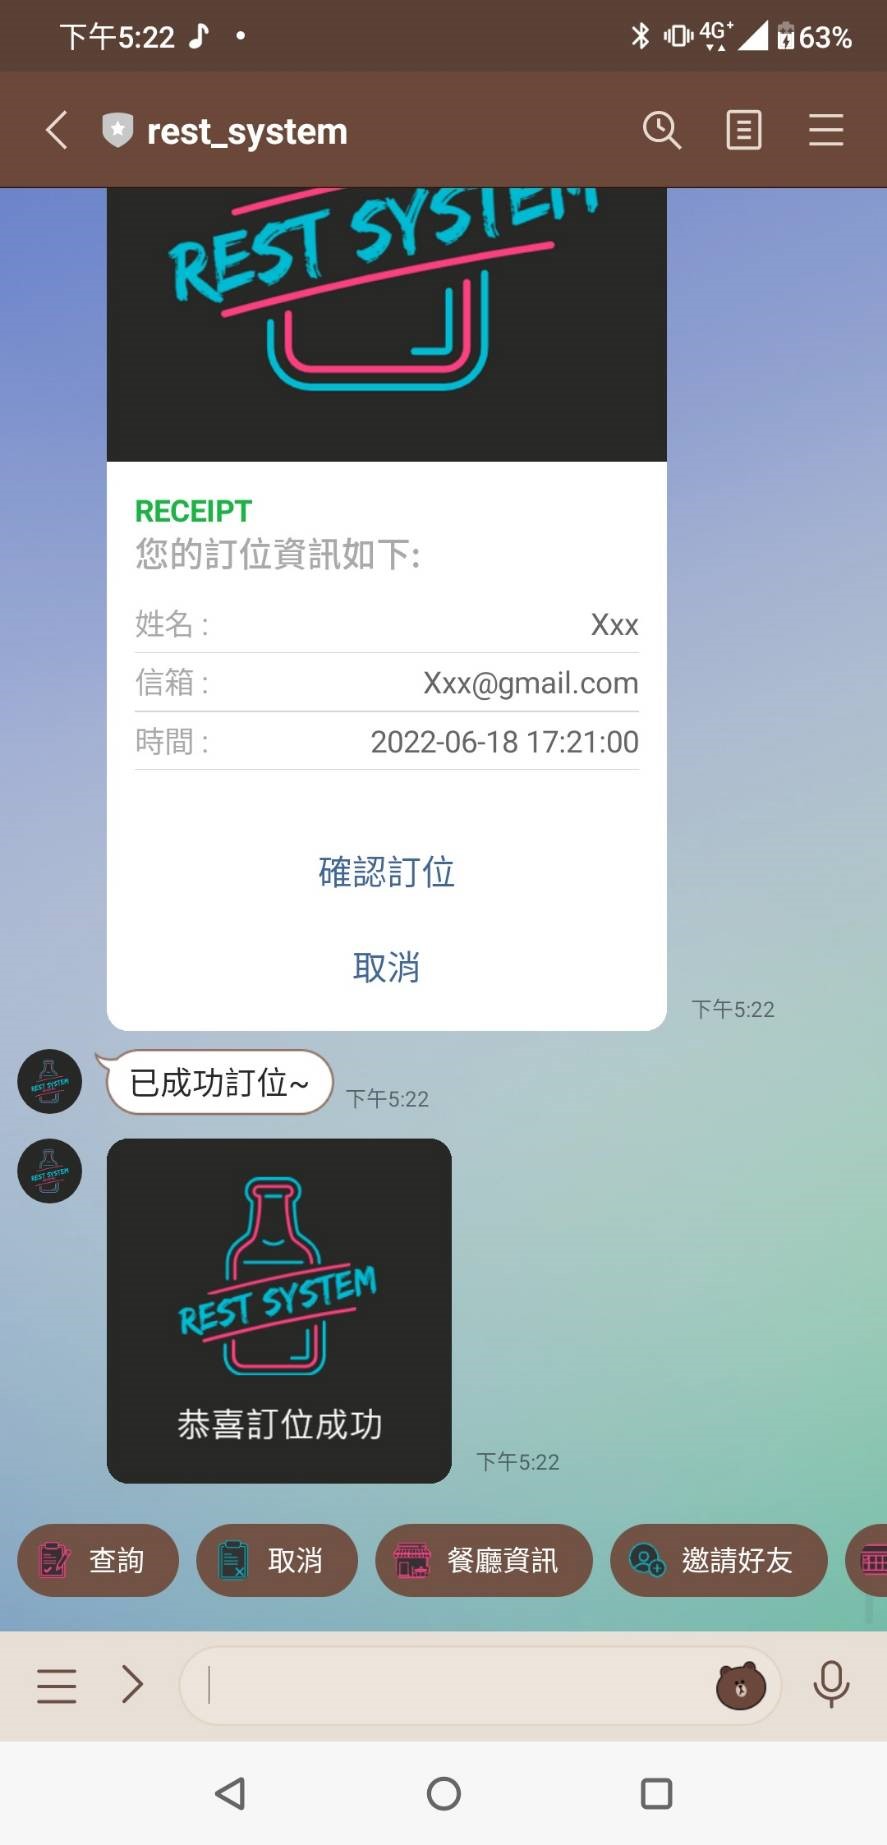 下午5:22
4G+
63%
rest_system
REST SYSTEM
RECEIPT
您的訂位資訊如下:
姓名 : Xxx
信箱 : Xxx@gmail.com
時間 : 2022-06-18 17:21:00
確認訂位
取消
下午5:22
REST SYSTEM
已成功訂位~
下午5:22
REST SYSTEM
REST SYSTEM
恭喜訂位成功
下午5:22
查詢
取消
餐廳資訊
邀請好友